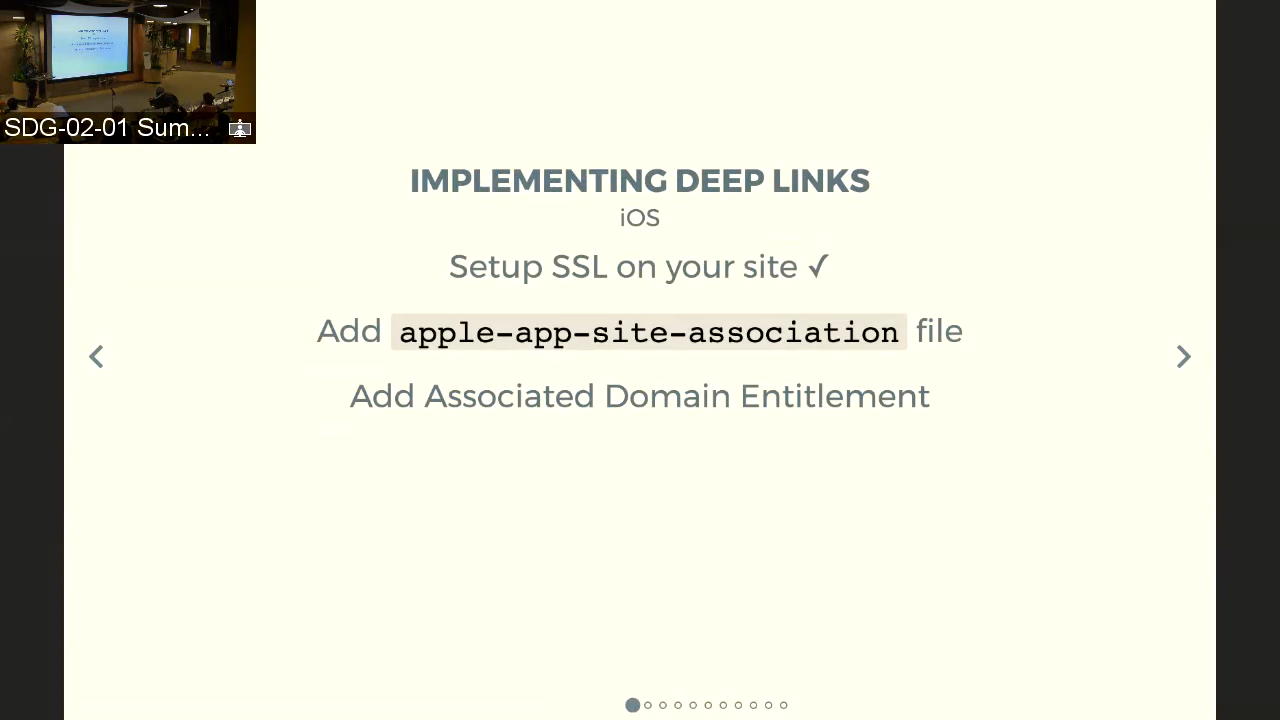 SDG-02-01 Sum...
IMPLEMENTING DEEP LINKS
iOS
Setup SSL on your site ✓
Add apple-app-site-association file
Add Associated Domain Entitlement